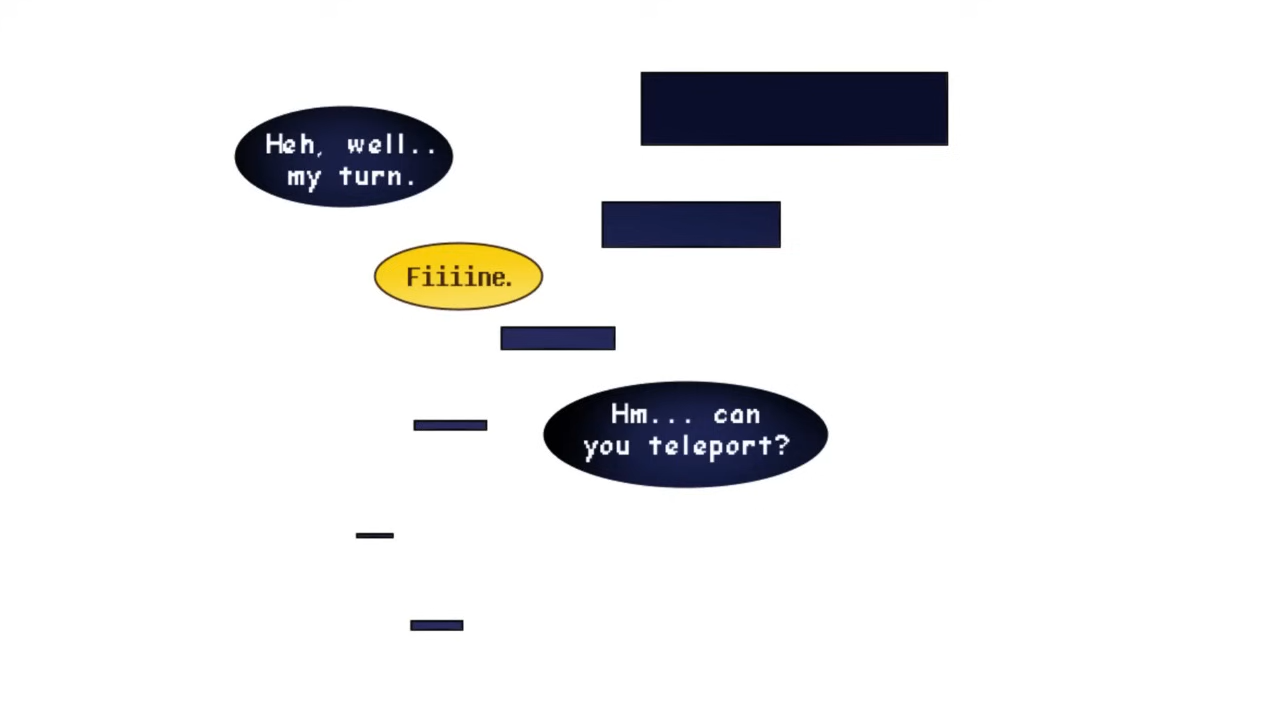 Heh, well..
my turn.
Fiiiine.
Hm... can
you teleport?